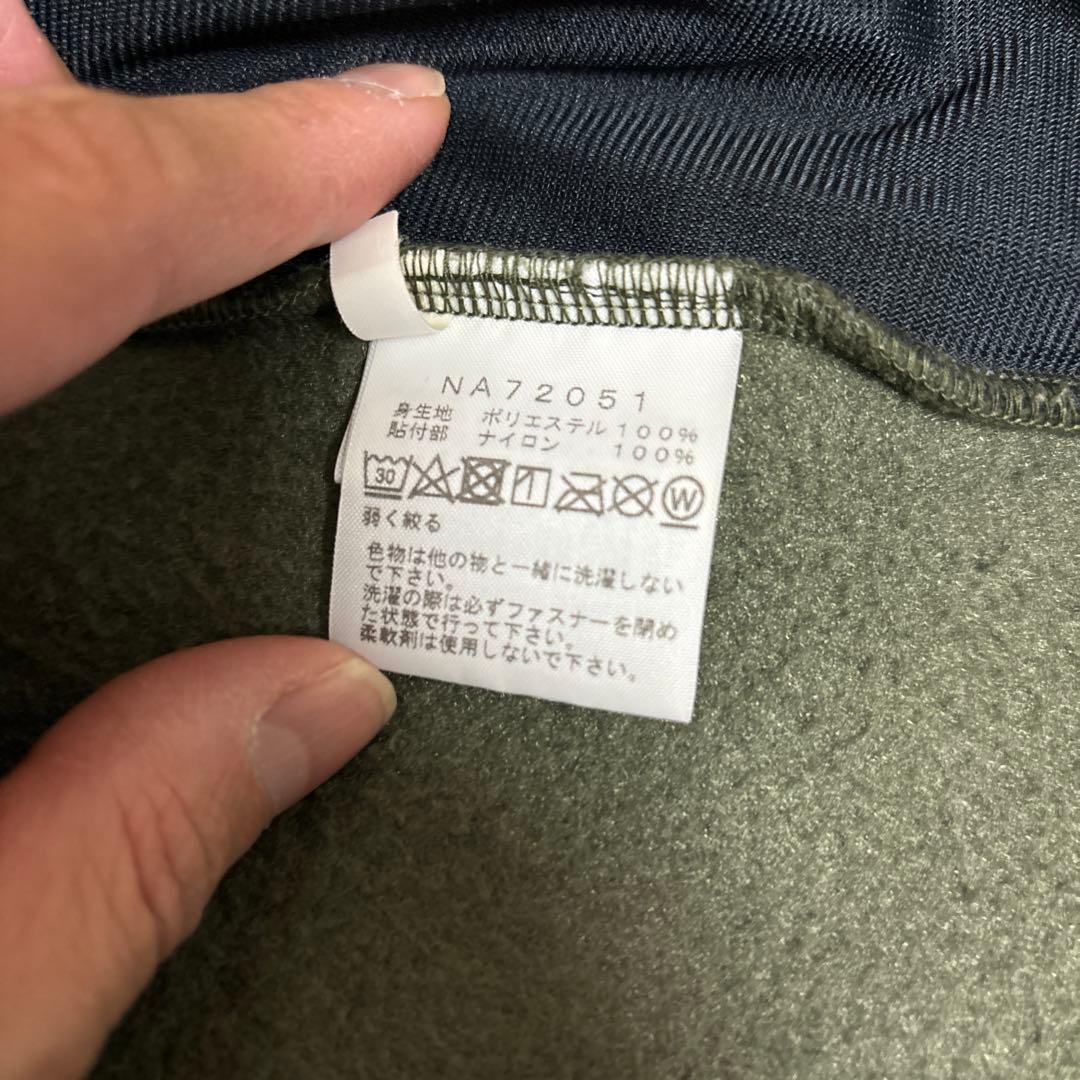 NA72051
身生地 ポリエステル 100%
貼付部 ナイロン 100%
30 W
弱く絞る
色物は他の物と一緒に洗濯しない
で下さい。
洗濯の際は必ずファスナーを閉め
た状態で行って下さい。
柔軟剤は使用しないで下さい。